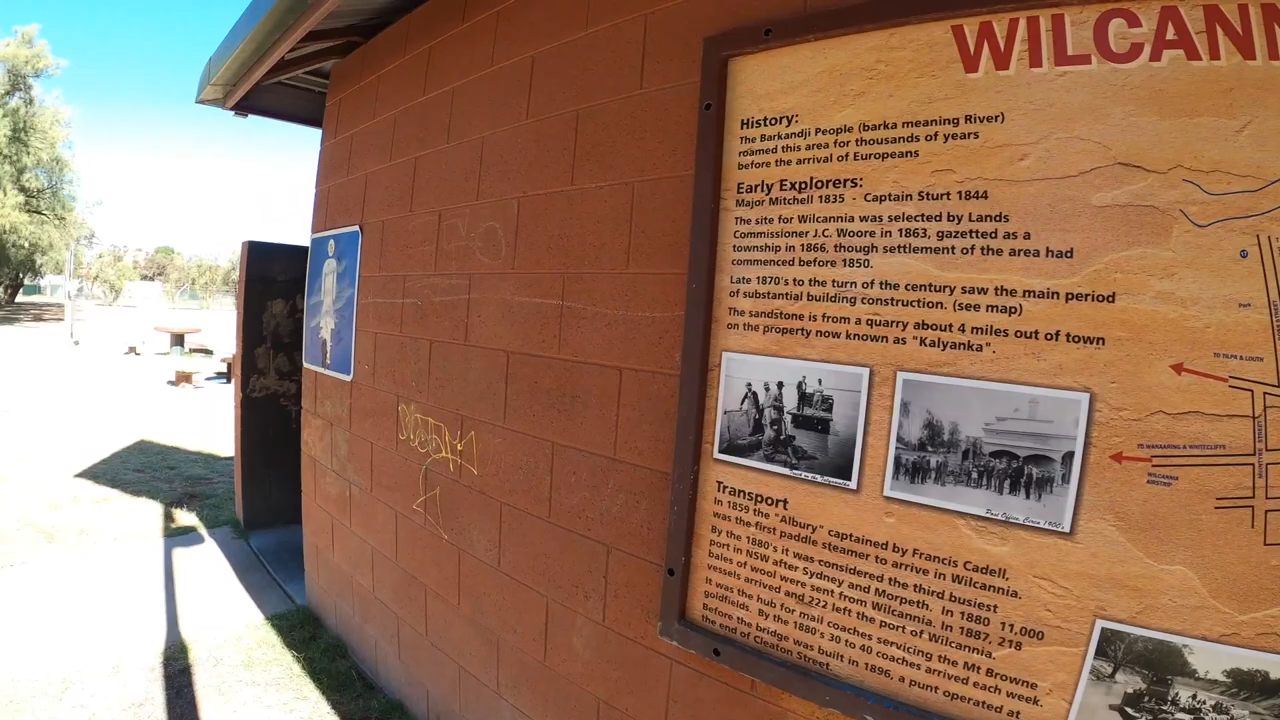 WILCANN
History:
The Barkandji People (barka meaning River)
roamed this area for thousands of years
before the arrival of Europeans
Early Explorers:
Major Mitchell 1835 - Captain Sturt 1844
The site for Wilcannia was selected by Lands
Commissioner J.C. Woore in 1863, gazetted as a
township in 1866, though settlement of the area had
commenced before 1850.
Late 1870's to the turn of the century saw the main period
of substantial building construction. (see map)
The sandstone is from a quarry about 4 miles out of town
on the property now known as "Kalyanka".
Post Office, Circa 1900's
Transport
In 1859 the "Albury" captained by Francis Cadell,
was the first paddle steamer to arrive in Wilcannia.
By the 1880's it was considered the third busiest
port in NSW after Sydney and Morpeth. In 1880 11,000
bales of wool were sent from Wilcannia. In 1887, 218
vessels arrived and 222 left the port of Wilcannia.
It was the hub for mail coaches servicing the Mt Browne
goldfields. By the 1880's 30 to 40 coaches arrived each week.
Before the bridge was built in 1896, a punt operated at
the end of Cleaton Street.
17
Park
STREET
TO TILPA & LOUTH
TO WANAARING & WHITECLIFFS
WILCANNIA
AIRSTRIP
McINTYRE STREET